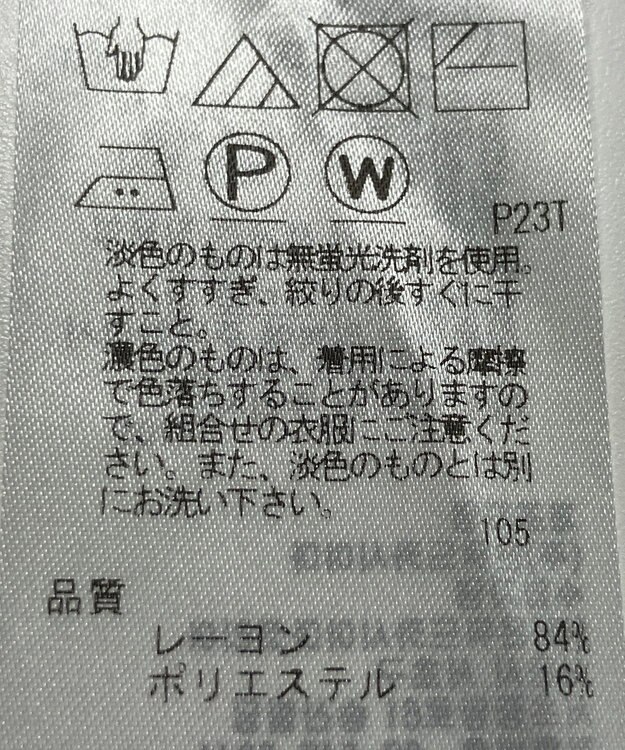 P
W
P23T
淡色のものは無蛍光洗剤を使用。
よくすすぎ、絞りの後すぐに干
すこと。
濃色のものは、着用による摩擦
で色落ちすることがありますの
で、組合せの衣服にご注意くだ
さい。また、淡色のものとは別
にお洗い下さい。
105
品質
レーヨン 84%
ポリエステル 16%